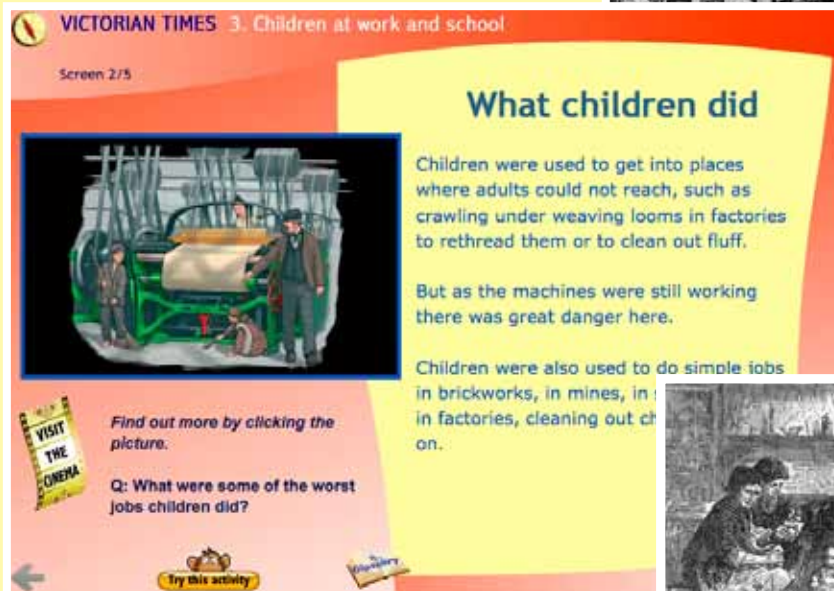 VICTORIAN TIMES 3. Children at work and school
Screen 2/5
What children did
Children were used to get into places
where adults could not reach, such as
crawling under weaving looms in factories
to rethread them or to clean out fluff.
But as the machines were still working
there was great danger here.
Children were also used to do simple jobs
in brickworks, in mines, in
in factories, cleaning out
on.
VISIT
THE
CINEMA
Find out more by clicking the
picture.
Q: What were some of the worst
jobs children did?
Try this activity
Glossary